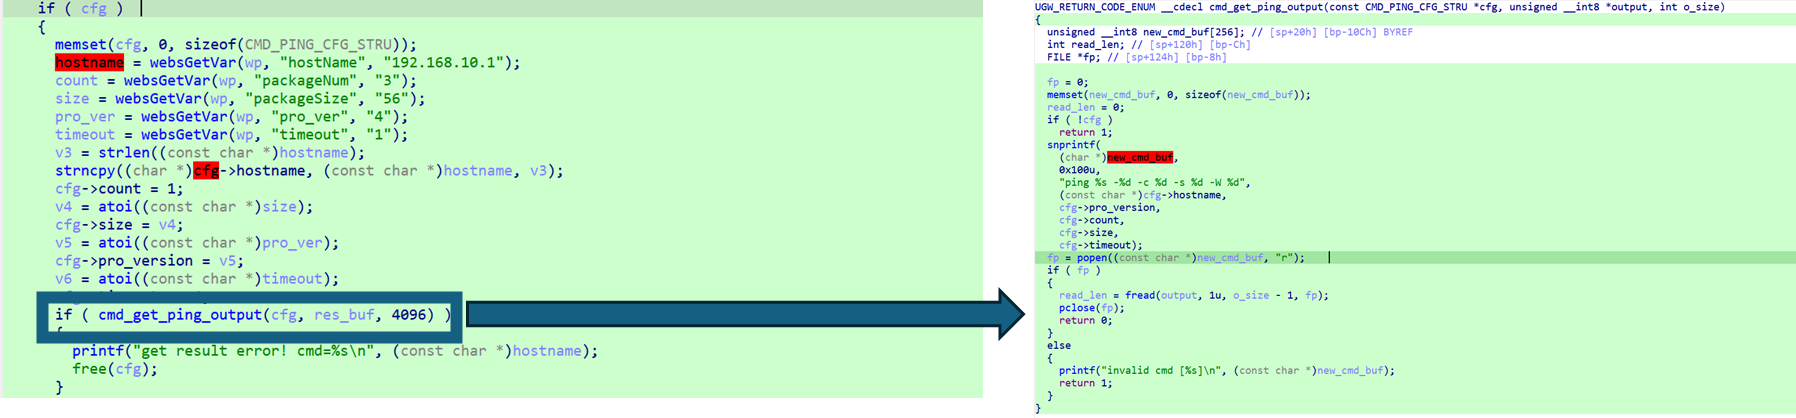 if ( cfg )
{
memset(cfg, 0, sizeof(CMD_PING_CFG_STRU));
hostname = websGetVar(wp, "hostName", "192.168.10.1");
count = websGetVar(wp, "packageNum", "3");
size = websGetVar(wp, "packageSize", "56");
pro_ver = websGetVar(wp, "pro_ver", "4");
timeout = websGetVar(wp, "timeout", "1");
v3 = strlen((const char *)hostname);
strncpy((char *)cfg->hostname, (const char *)hostname, v3);
cfg->count = 1;
v4 = atoi((const char *)size);
cfg->size = v4;
v5 = atoi((const char *)pro_ver);
cfg->pro_version = v5;
v6 = atoi((const char *)timeout);
if ( cmd_get_ping_output(cfg, res_buf, 4096) )
{
printf("get result error! cmd=%s\n", (const char *)hostname);
free(cfg);
}
UGW_RETURN_CODE_ENUM __cdecl cmd_get_ping_output(const CMD_PING_CFG_STRU *cfg, unsigned __int8 *output, int o_size)
{
unsigned __int8 new_cmd_buf[256]; // [sp+20h] [bp-10Ch] BYREF
int read_len; // [sp+120h] [bp-Ch]
FILE *fp; // [sp+124h] [bp-8h]
fp = 0;
memset(new_cmd_buf, 0, sizeof(new_cmd_buf));
read_len = 0;
if ( !cfg )
return 1;
snprintf(
(char *)new_cmd_buf,
0x100u,
"ping %s -%d -c %d -s %d -W %d",
(const char *)cfg->hostname,
cfg->pro_version,
cfg->count,
cfg->size,
cfg->timeout);
fp = popen((const char *)new_cmd_buf, "r");
if ( fp )
{
read_len = fread(output, 1u, o_size - 1, fp);
pclose(fp);
return 0;
}
else
{
printf("invalid cmd [%s]\n", (const char *)new_cmd_buf);
return 1;
}
}